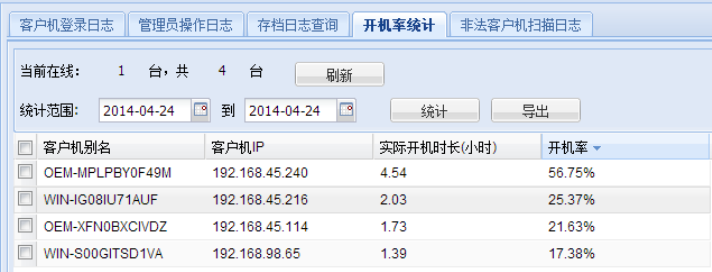 客户机登录日志 管理员操作日志 存档日志查询 开机率统计 非法客户机扫描日志
当前在线： 1 台，共 4 台 刷新
统计范围： 2014-04-24 到 2014-04-24 统计 导出
客户机别名 客户机IP 实际开机时长(小时) 开机率
OEM-MPLPBY0F49M 192.168.45.240 4.54 56.75%
WIN-IG08IU71AUF 192.168.45.216 2.03 25.37%
OEM-XFN0BXCIVDZ 192.168.45.114 1.73 21.63%
WIN-S00GITSD1VA 192.168.98.65 1.39 17.38%